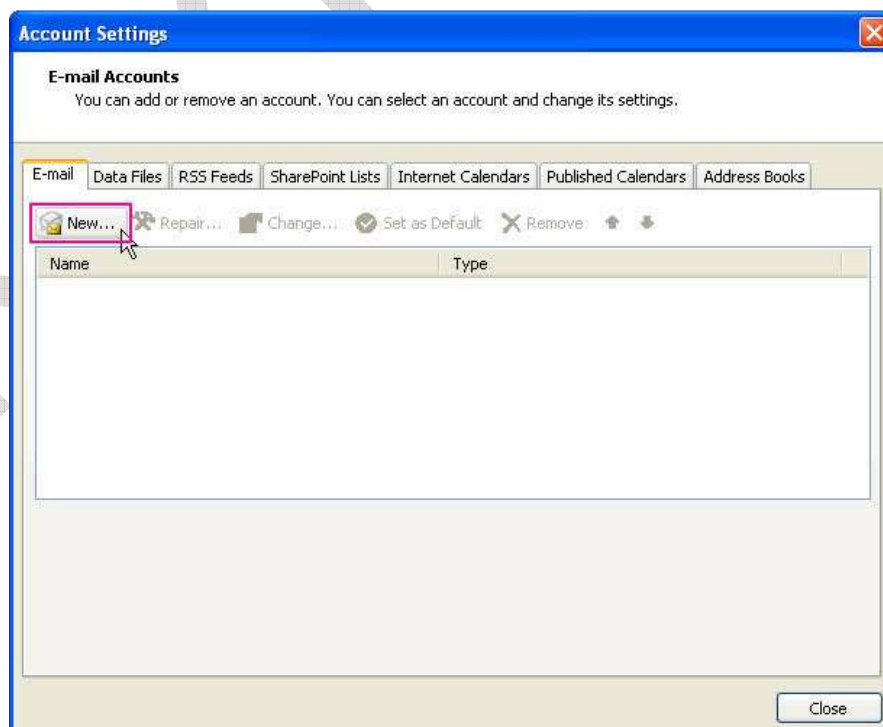 Account Settings
E-mail Accounts
You can add or remove an account. You can select an account and change its settings.
E-mail Data Files RSS Feeds SharePoint Lists Internet Calendars Published Calendars Address Books
New... Repair... Change... Set as Default Remove
Name Type
Close